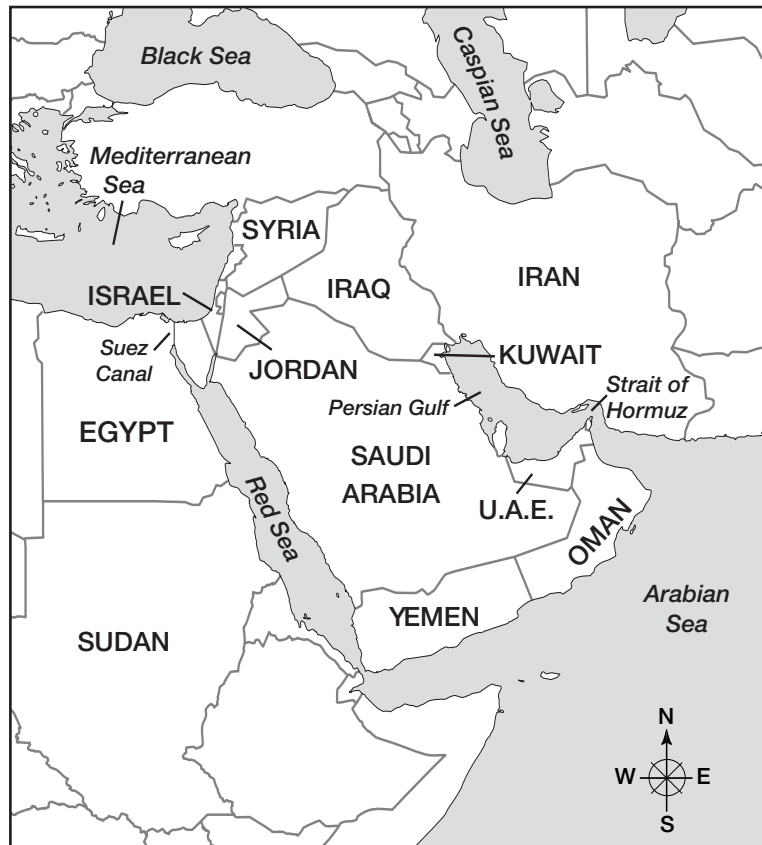 Black Sea
Caspian Sea
Mediterranean
Sea
SYRIA
ISRAEL
IRAQ
IRAN
Suez
Canal
JORDAN
KUWAIT
Persian Gulf
Strait of
Hormuz
EGYPT
SAUDI
ARABIA
U.A.E.
Red Sea
OMAN
YEMEN
Arabian
Sea
SUDAN
N
W
E
S